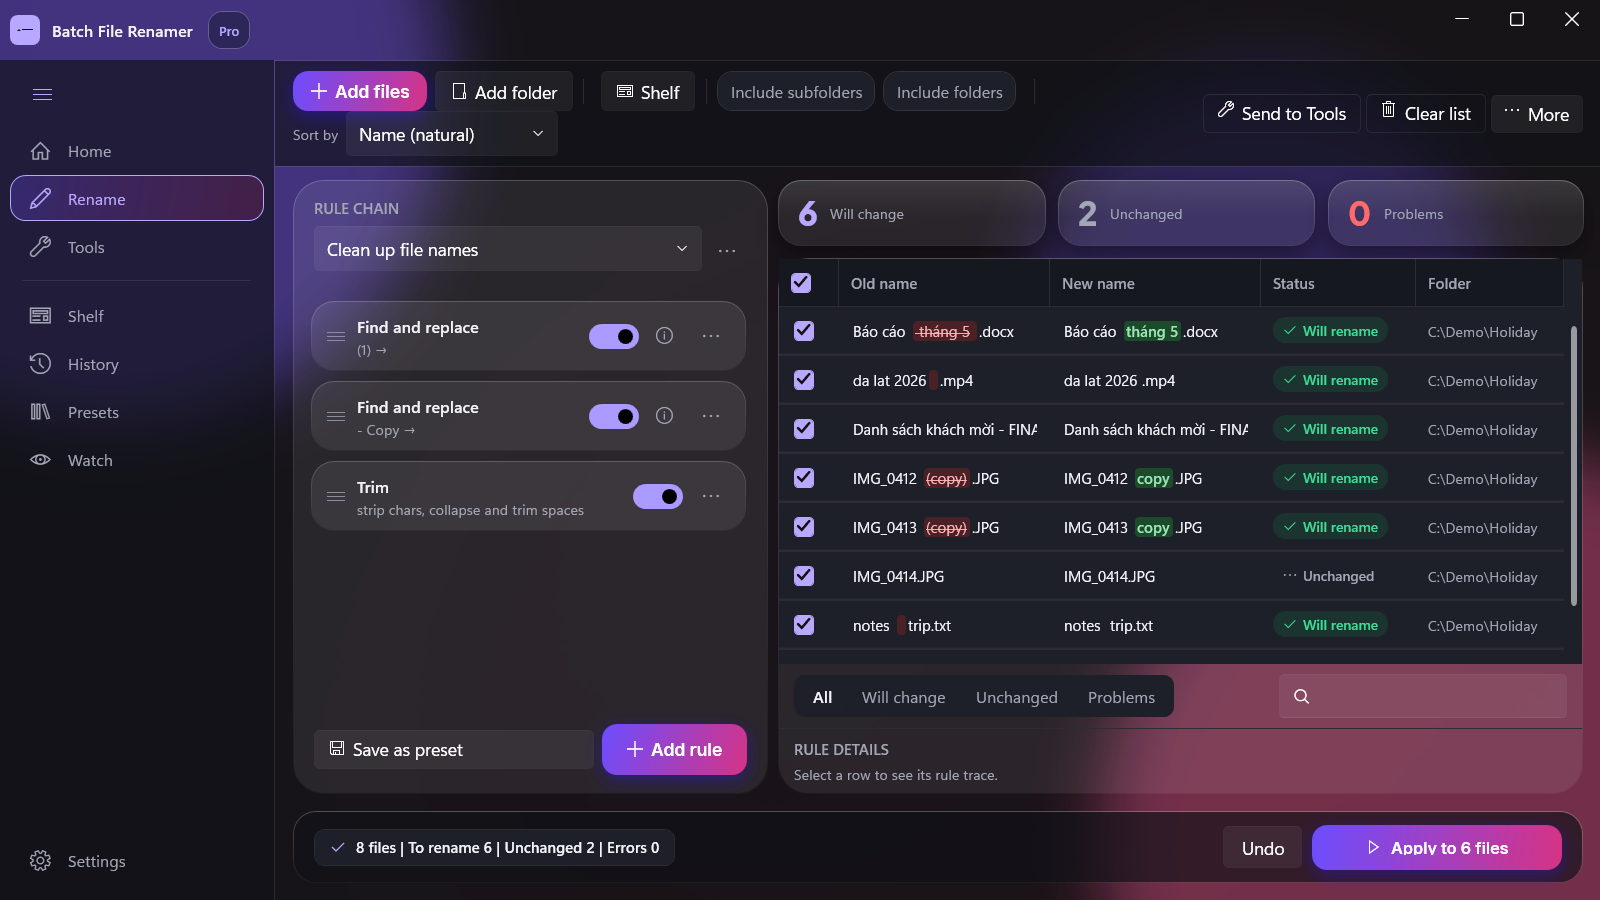 Batch File Renamer Pro
Add files
Add folder
Shelf
Include subfolders
Include folders
Sort by
Name (natural)
Send to Tools
Clear list
More
Home
Rename
Tools
Shelf
History
Presets
Watch
Settings
RULE CHAIN
Clean up file names
Find and replace
(1) →
Find and replace
- Copy →
Trim
strip chars, collapse and trim spaces
Save as preset
Add rule
6 Will change
2 Unchanged
0 Problems
Old name New name Status Folder
Báo cáo tháng 5 .docx Báo cáo tháng 5 .docx Will rename C:\Demo\Holiday
da lat 2026 .mp4 da lat 2026 .mp4 Will rename C:\Demo\Holiday
Danh sách khách mời - FINA Danh sách khách mời - FINA Will rename C:\Demo\Holiday
IMG_0412 (copy) .JPG IMG_0412 copy .JPG Will rename C:\Demo\Holiday
IMG_0413 (copy) .JPG IMG_0413 copy .JPG Will rename C:\Demo\Holiday
IMG_0414.JPG IMG_0414.JPG Unchanged C:\Demo\Holiday
notes trip.txt notes trip.txt Will rename C:\Demo\Holiday
All Will change Unchanged Problems
RULE DETAILS
Select a row to see its rule trace.
8 files | To rename 6 | Unchanged 2 | Errors 0
Undo
Apply to 6 files